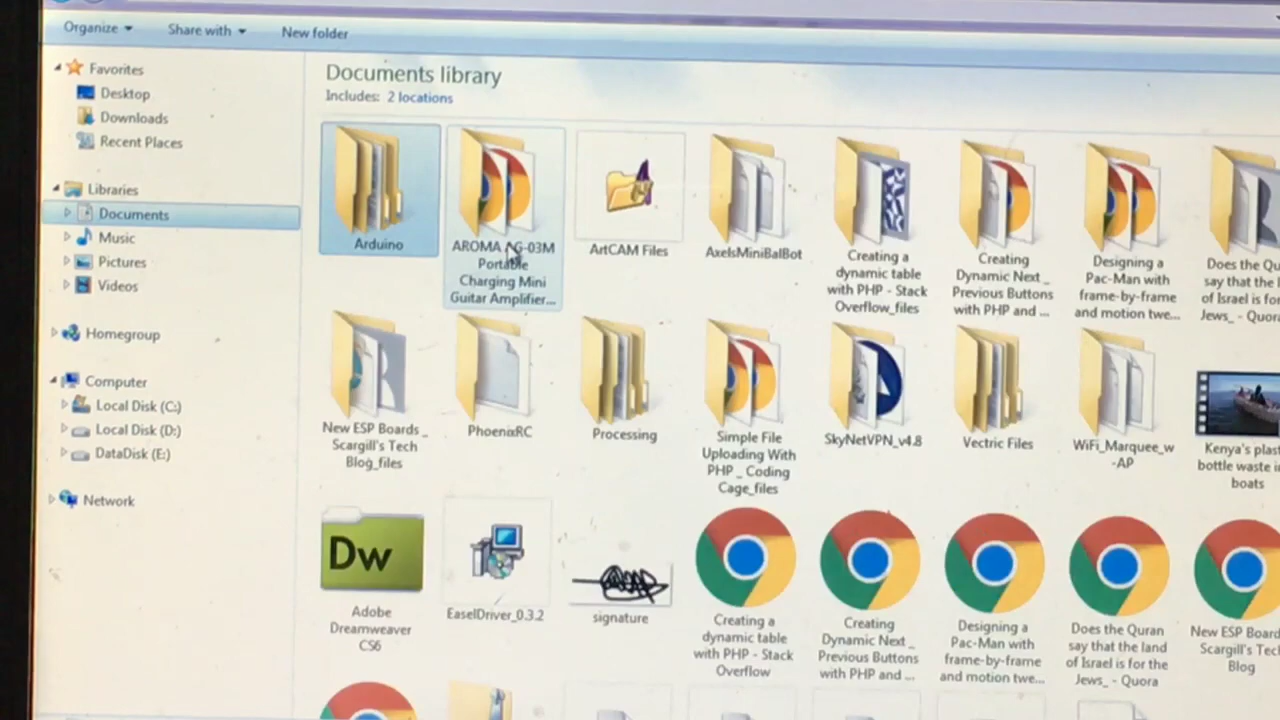 Organize
Share with
New folder
Favorites
Desktop
Downloads
Recent Places
Libraries
Documents
Music
Pictures
Videos
Homegroup
Computer
Local Disk (C:)
Local Disk (D:)
DataDisk (E:)
Network
Documents library
Includes: 2 locations
Arduino
AROMA AG-03M
Portable
Charging Mini
Guitar Amplifier...
ArtCAM Files
AxelsMiniBalBot
Creating a
dynamic table
with PHP - Stack
Overflow_files
Creating
Dynamic Next _
Previous Buttons
with PHP and ...
Designing a
Pac-Man with
frame-by-frame
and motion twe...
Does the
say that the land
of Israel is for
Jews_ - Quora
New ESP Boards _
Scargill's Tech
Blog_files
PhoenixRC
Processing
Simple File
Uploading With
PHP _ Coding
Cage_files
SkyNetVPN_v4.8
Vectric Files
WiFi_Marquee_w
-AP
Kenya's
bottle waste
boats
Dw
Adobe
Dreamweaver
CS6
EaselDriver_0.3.2
signature
Creating a
dynamic table
with PHP - Stack
Overflow
Creating
Dynamic Next _
Previous Buttons
with PHP and ...
Designing a
Pac-Man with
frame-by-frame
and motion twe...
Does the Quran
say that the land
of Israel is for the
Jews_ - Quora
New ESP
Scargill's Tech
Blog